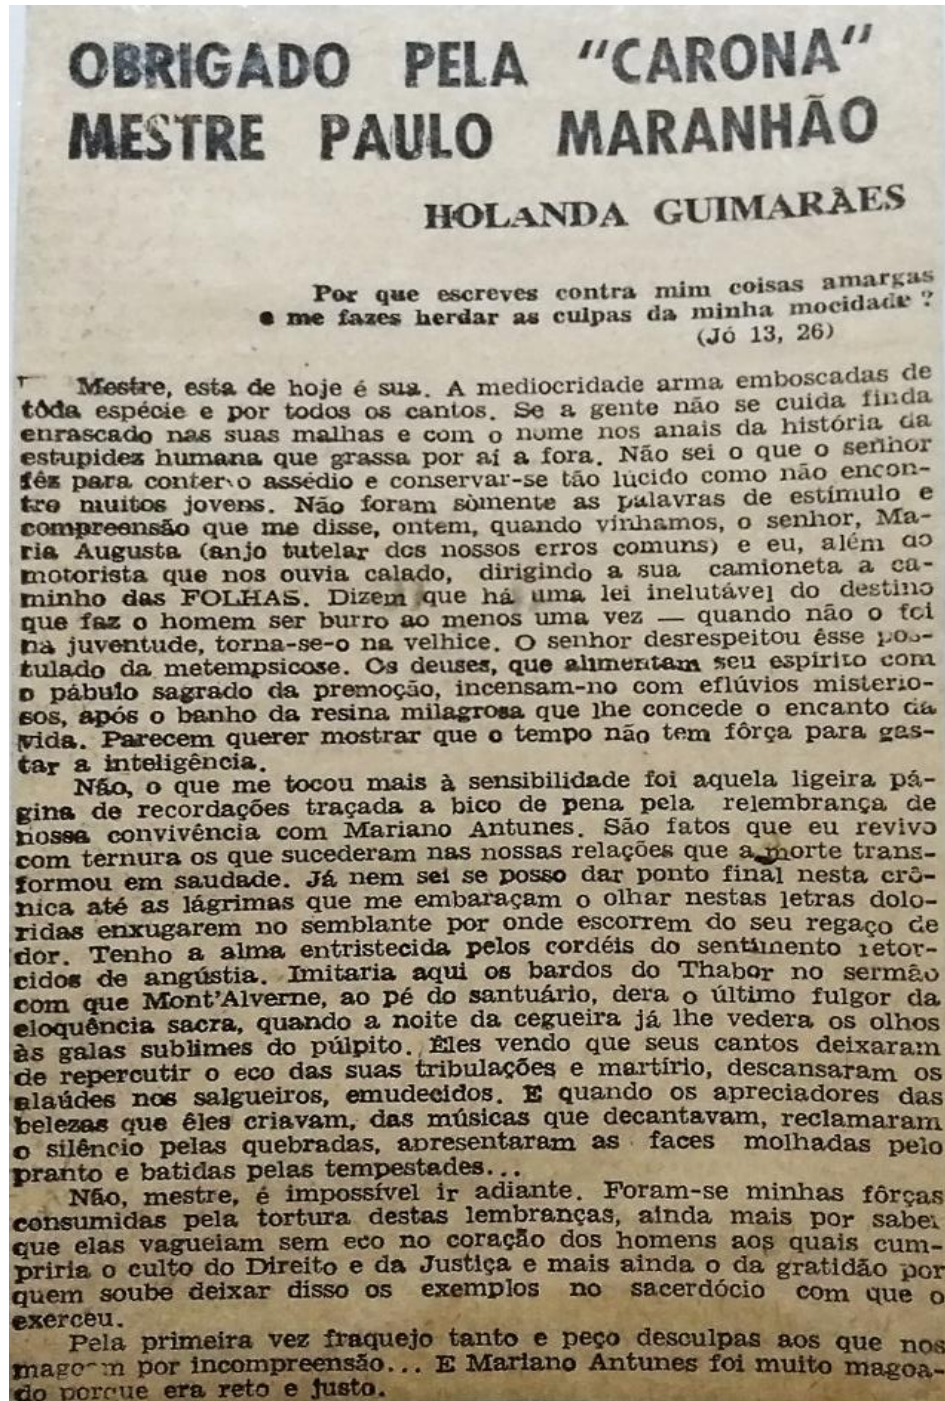 OBRIGADO PELA "CARONA"
MESTRE PAULO MARANHÃO
HOLANDA GUIMARÃES
Por que escreves contra mim coisas amargas
e me fazes herdar as culpas da minha mocidade?
(Jó 13, 26)
Mestre, esta de hoje é sua. A mediocridade arma emboscadas de
tôda espécie e por todos os cantos. Se a gente não se cuida finda
enrascado nas suas malhas e com o nome nos anais da história da
estupidez humana que grassa por aí a fora. Não sei o que o senhor
fêz para conter o assédio e conservar-se tão lúcido como não encon-
tre muitos jovens. Não foram sòmente as palavras de estímulo e
compreensão que me disse, ontem, quando vínhamos, o senhor, Ma-
ria Augusta (anjo tutelar dos nossos erros comuns) e eu, além do
motorista que nos ouvia calado, dirigindo a sua camioneta a ca-
minho das FOLHAS. Dizem que há uma lei inelutável do destino
que faz o homem ser burro ao menos uma vez — quando não o foi
na juventude, torna-se-o na velhice. O senhor desrespeitou êsse pos-
tulado da metempsicose. Os deuses, que alimentam seu espírito com
o pábulo sagrado da premoção, incensam-no com eflúvios misterio-
sos, após o banho da resina milagrosa que lhe concede o encanto da
vida. Parecem querer mostrar que o tempo não tem fôrça para gas-
tar a inteligência.
Não, o que me tocou mais à sensibilidade foi aquela ligeira pá-
gina de recordações traçada a bico de pena pela relembrança de
nossa convivência com Mariano Antunes. São fatos que eu revivo
com ternura os que sucederam nas nossas relações que a morte trans-
formou em saudade. Já nem sei se posso dar ponto final nesta crô-
nica até as lágrimas que me embaraçam o olhar nestas letras dolo-
ridas enxugarem no semblante por onde escorrem do seu regaço de
dor. Tenho a alma entristecida pelos cordéis do sentimento retor-
cidos de angústia. Imitaria aqui os bardos do Thabor no sermão
com que Mont'Alverne, ao pé do santuário, dera o último fulgor da
eloquência sacra, quando a noite da cegueira já lhe vedera os olhos
às galas sublimes do púlpito. Êles vendo que seus cantos deixaram
de repercutir o eco das suas tribulações e martírio, descansaram os
alaúdes nos salgueiros, emudecidos. E quando os apreciadores das
belezas que êles criavam, das músicas que decantavam, reclamaram
o silêncio pelas quebradas, apresentaram as faces molhadas pelo
pranto e batidas pelas tempestades...
Não, mestre, é impossível ir adiante. Foram-se minhas fôrças
consumidas pela tortura destas lembranças, ainda mais por saber
que elas vagueiam sem eco no coração dos homens aos quais cum-
priria o culto do Direito e da Justiça e mais ainda o da gratidão por
quem soube deixar disso os exemplos no sacerdócio com que o
exerceu.
Pela primeira vez fraquejo tanto e peço desculpas aos que nos
magoam por incompreensão... E Mariano Antunes foi muito magoa-
do porque era reto e justo.